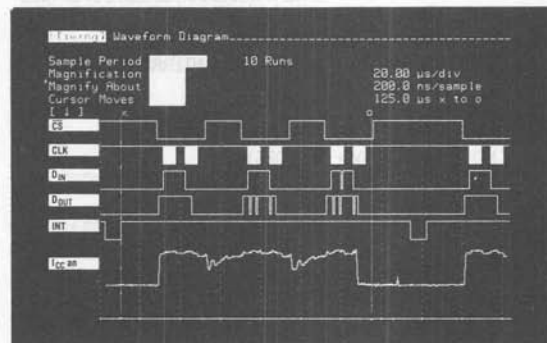 [Timing] Waveform Diagram
Sample Period 10 Runs
Magnification 20.00 µs/div
Magnify About 200.0 ns/sample
Cursor Moves 125.0 µs x to o
[ ↓ ] x o
CS
CLK
DIN
DOUT
INT
ICC an